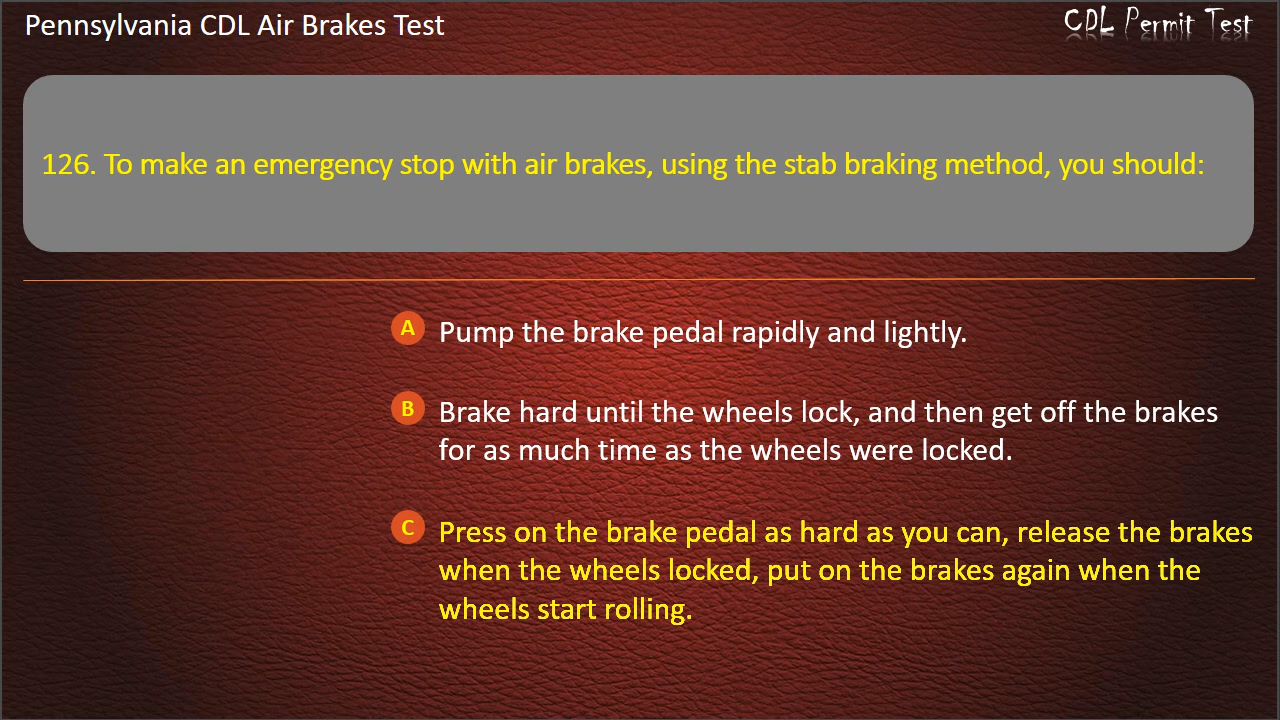 Pennsylvania CDL Air Brakes Test
CDL Permit Test
126. To make an emergency stop with air brakes, using the stab braking method, you should:
A Pump the brake pedal rapidly and lightly.
B Brake hard until the wheels lock, and then get off the brakes
for as much time as the wheels were locked.
C Press on the brake pedal as hard as you can, release the brakes
when the wheels locked, put on the brakes again when the
wheels start rolling.